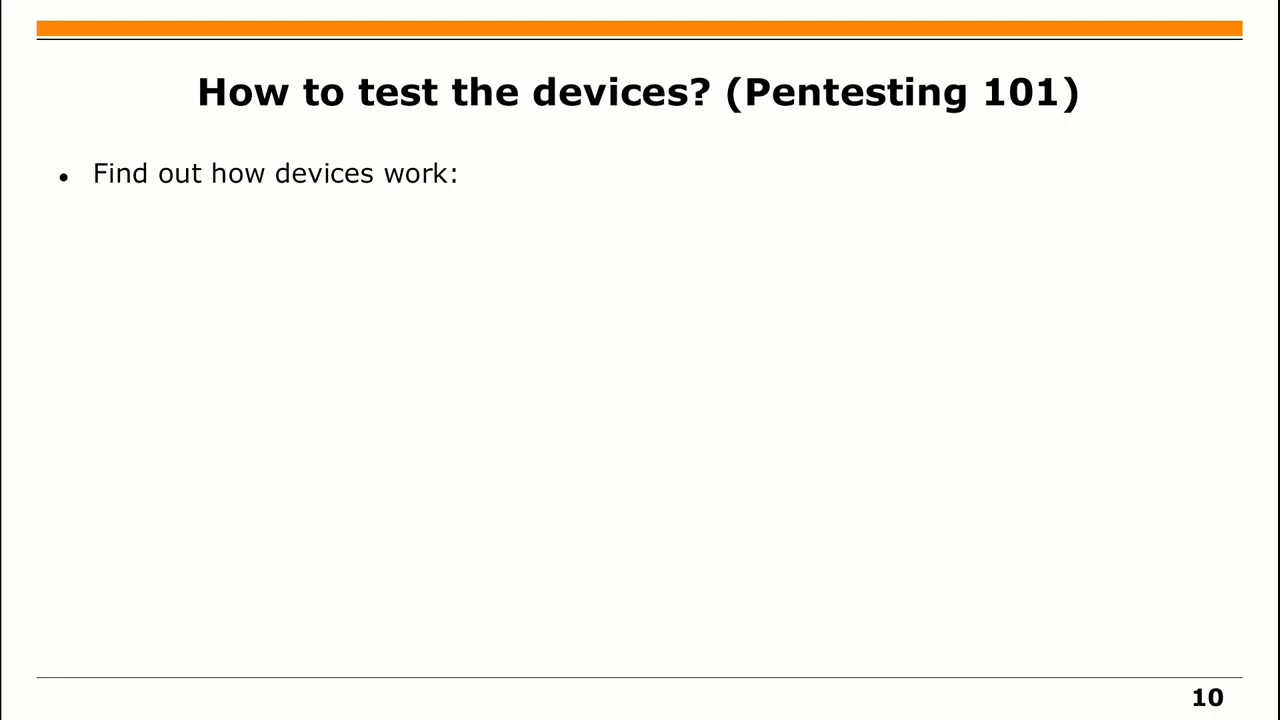 How to test the devices? (Pentesting 101)
• Find out how devices work:
10